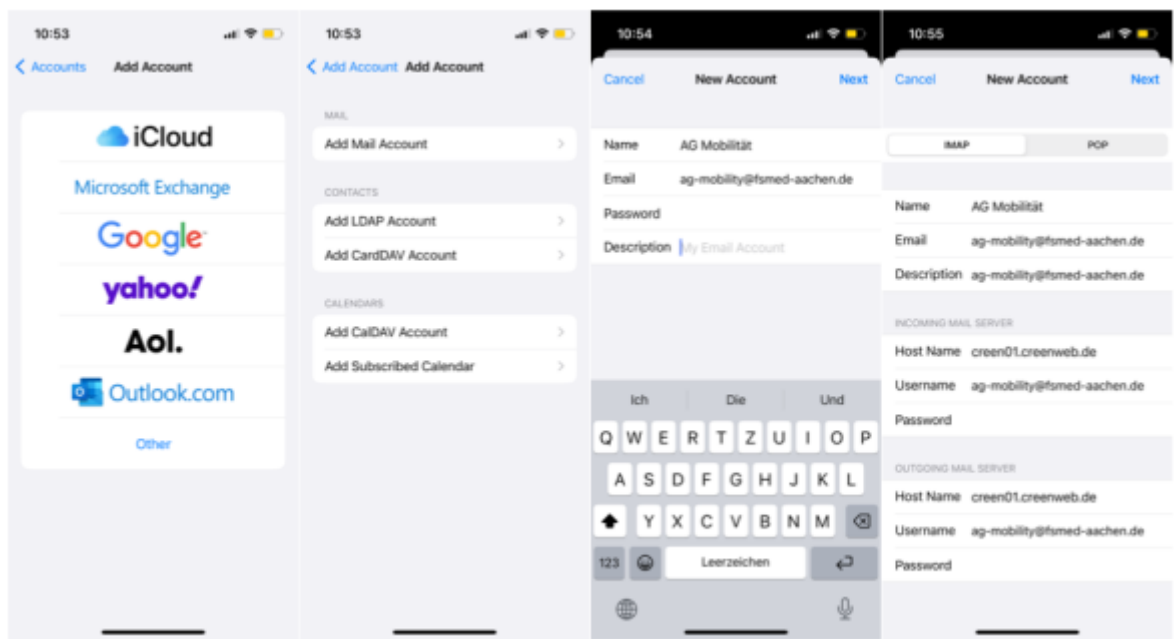 10:53
Accounts Add Account
iCloud
Microsoft Exchange
Google
yahoo!
Aol.
Outlook.com
Other
10:53
Add Account Add Account
MAIL
Add Mail Account
CONTACTS
Add LDAP Account
Add CardDAV Account
CALENDARS
Add CalDAV Account
Add Subscribed Calendar
10:54
Cancel New Account Next
Name AG Mobilität
Email ag-mobility@fsmed-aachen.de
Password
Description My Email Account
Ich Die Und
Q W E R T Z U I O P
A S D F G H J K L
Y X C V B N M
123 Leerzeichen
10:55
Cancel New Account Next
IMAP POP
Name AG Mobilität
Email ag-mobility@fsmed-aachen.de
Description ag-mobility@fsmed-aachen.de
INCOMING MAIL SERVER
Host Name creen01.creenweb.de
Username ag-mobility@fsmed-aachen.de
Password
OUTGOING MAIL SERVER
Host Name creen01.creenweb.de
Username ag-mobility@fsmed-aachen.de
Password